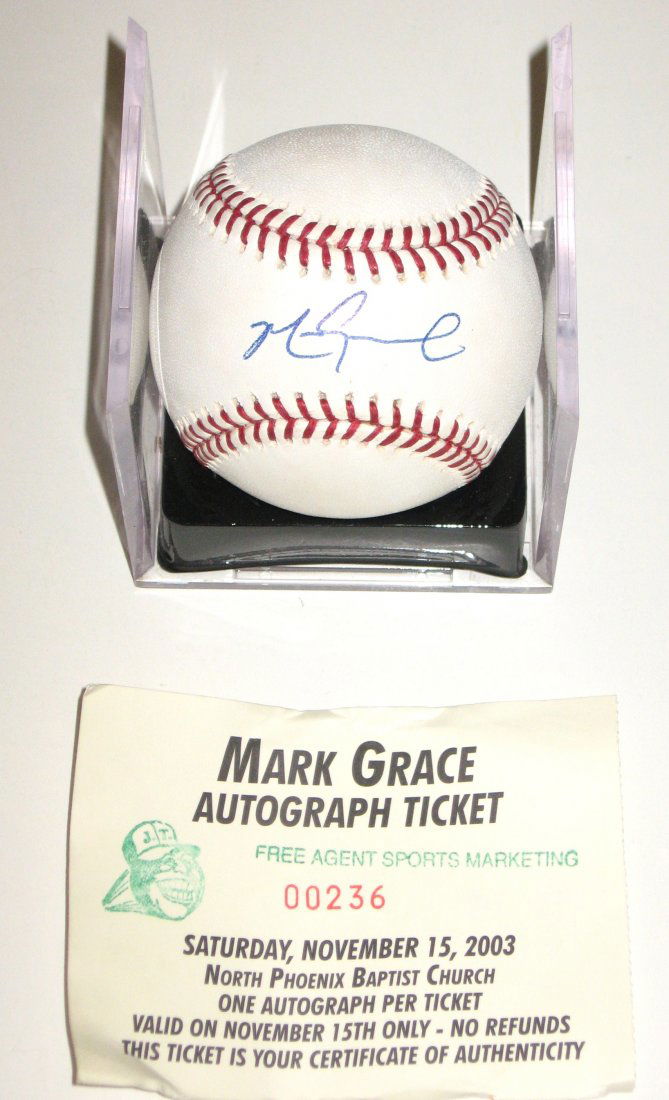 M Grace
MARK GRACE
AUTOGRAPH TICKET
J.T.
FREE AGENT SPORTS MARKETING
00236
SATURDAY, NOVEMBER 15, 2003
NORTH PHOENIX BAPTIST CHURCH
ONE AUTOGRAPH PER TICKET
VALID ON NOVEMBER 15TH ONLY - NO REFUNDS
THIS TICKET IS YOUR CERTIFICATE OF AUTHENTICITY